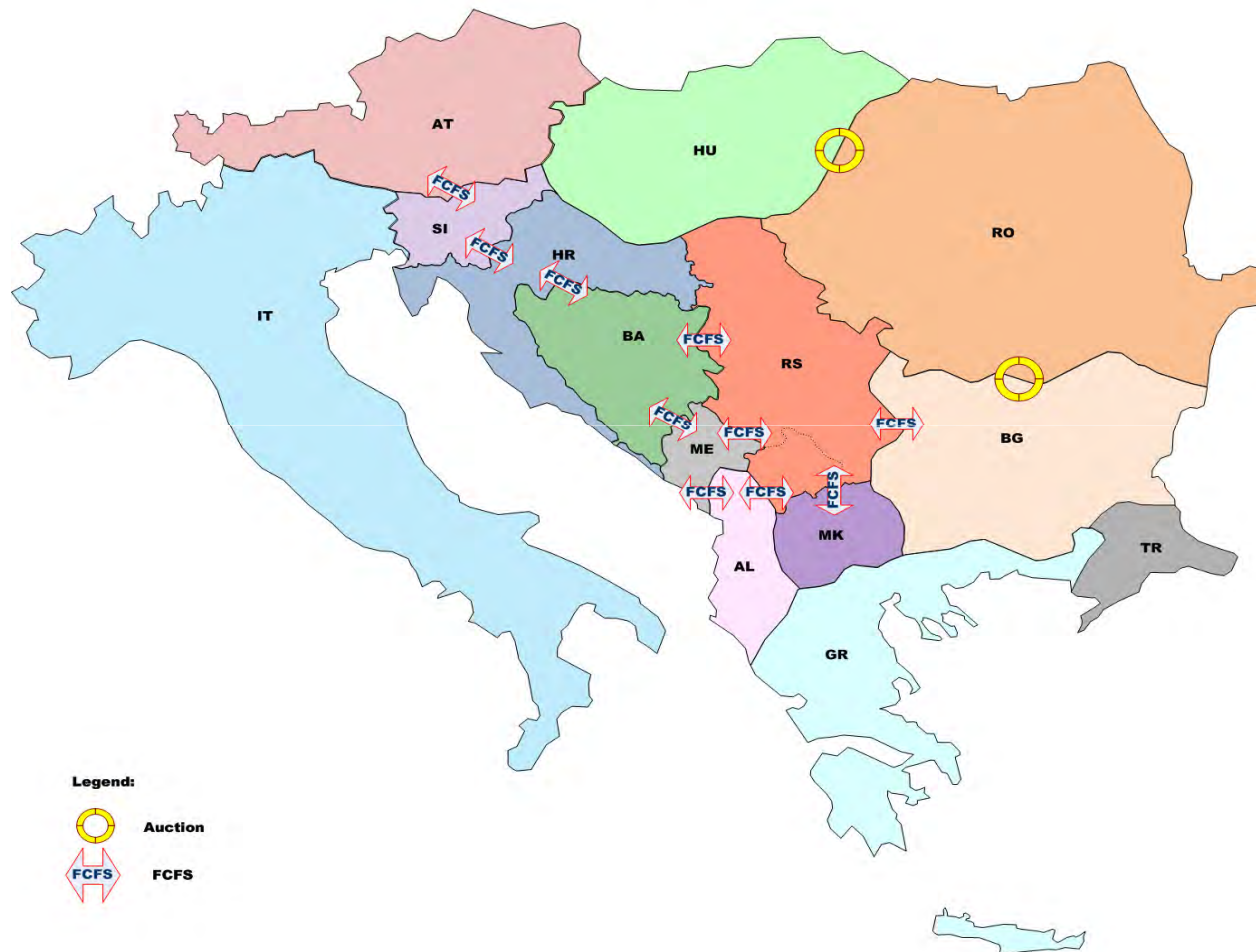 AT
HU
FCFS
SI
RO
FCFS
HR
FCFS
IT
BA
FCFS
RS
FCFS
FCFS
FCFS
BG
ME
FCFS
FCFS
FCFS
MK
TR
AL
GR
Legend:
Auction
FCFS
FCFS